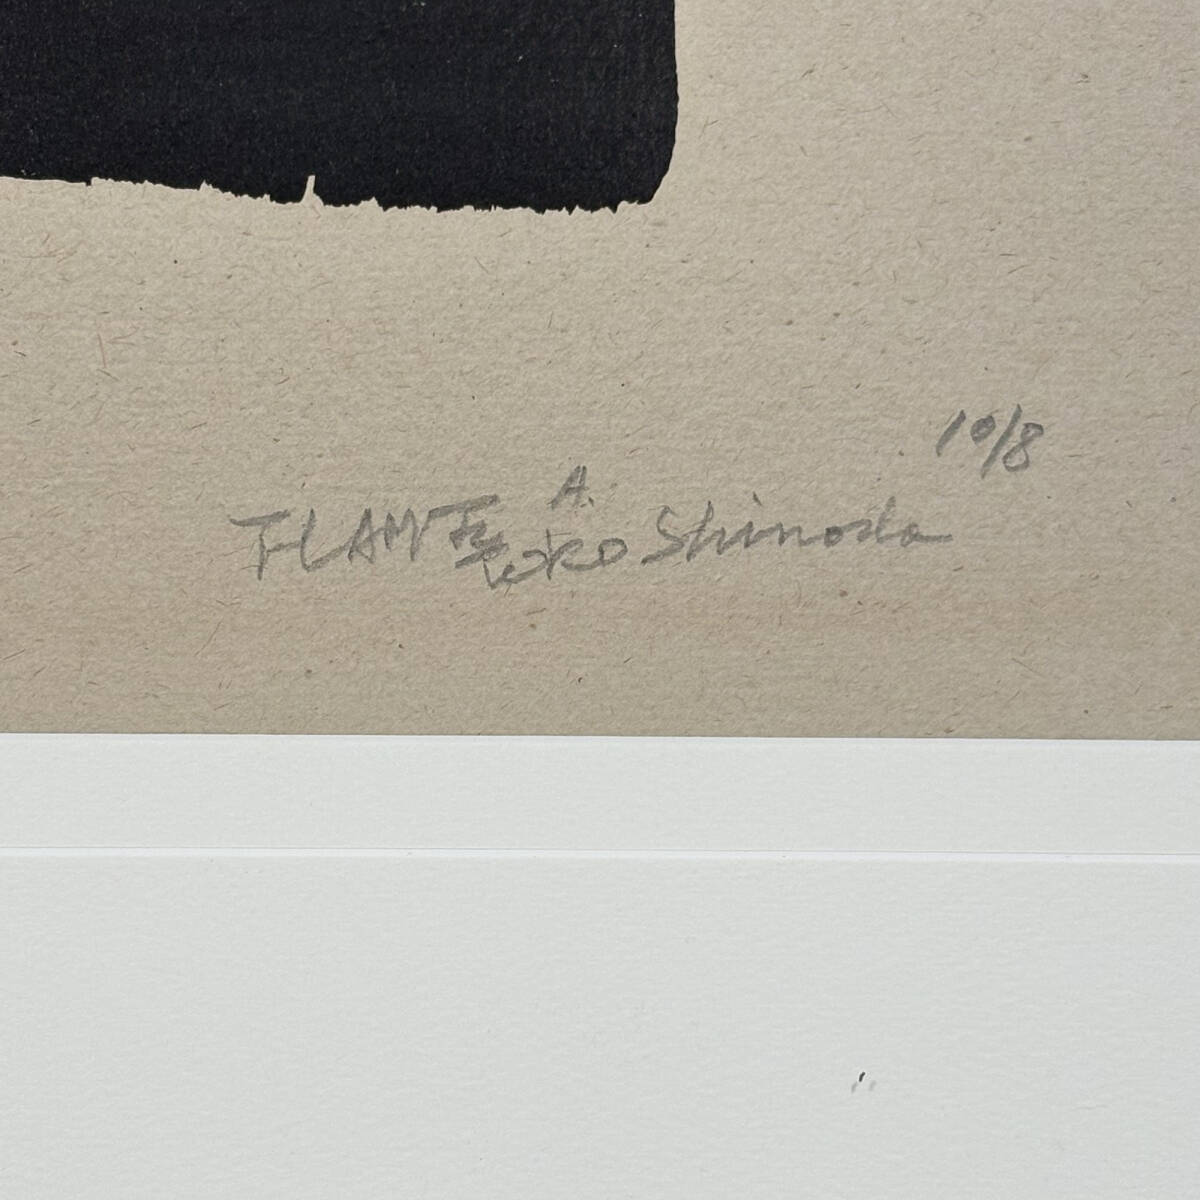 10/8
FLAME A. Toko Shinoda